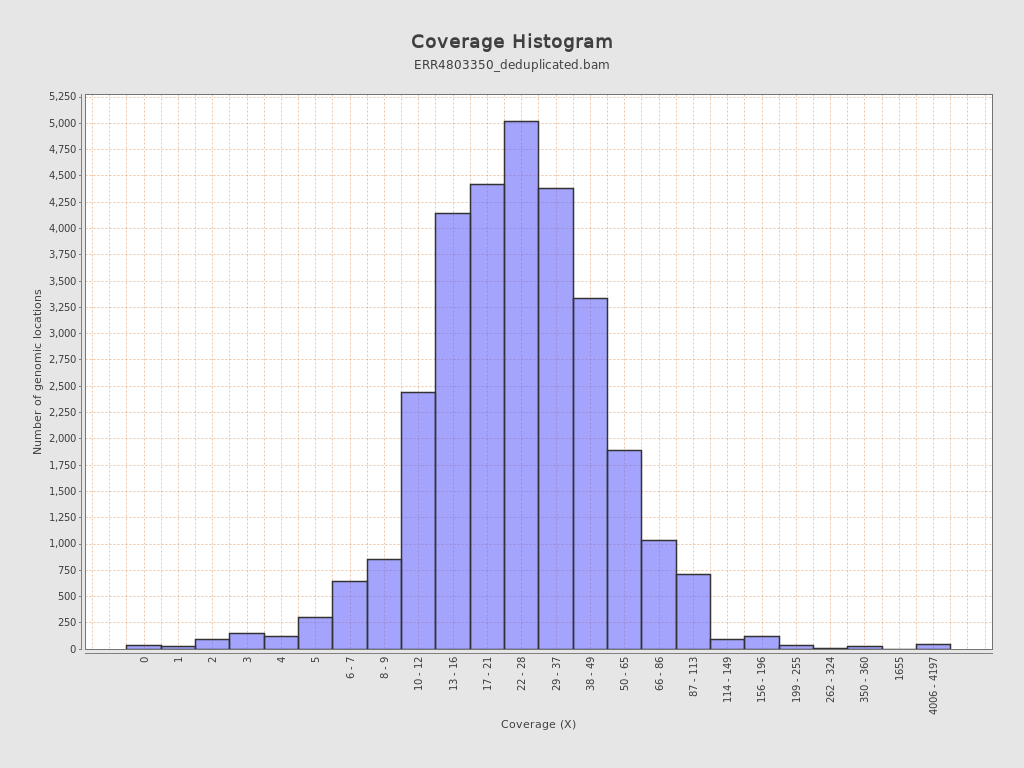 Coverage Histogram
ERR4803350_deduplicated.bam
Number of genomic locations
5,250
5,000
4,750
4,500
4,250
4,000
3,750
3,500
3,250
3,000
2,750
2,500
2,250
2,000
1,750
1,500
1,250
1,000
750
500
250
0
0
1
2
3
4
5
6 - 7
8 - 9
10 - 12
13 - 16
17 - 21
22 - 28
29 - 37
38 - 49
50 - 65
66 - 86
87 - 113
114 - 149
156 - 196
199 - 255
262 - 324
350 - 360
1655
4006 - 4197
Coverage (X)